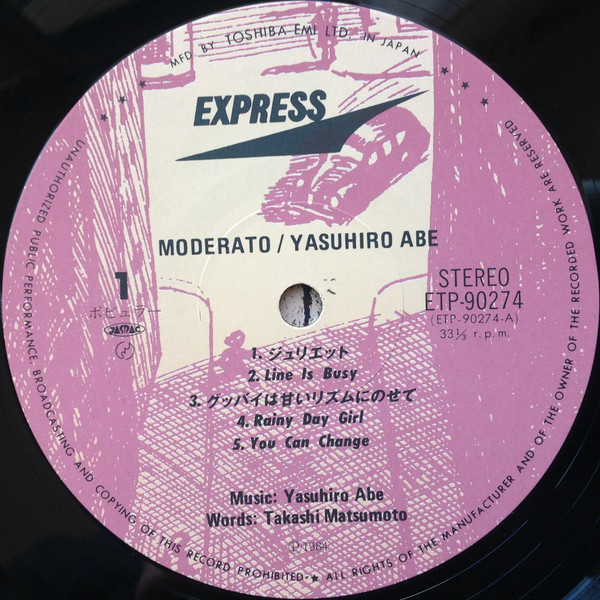 MFD BY TOSHIBA EMI LTD. IN JAPAN
EXPRESS
MODERATO / YASUHIRO ABE
1
ポピュラー
JASRAC
STEREO
ETP-90274
(ETP-90274-A)
33⅓ r.p.m.
1. ジュリエット
2. Line Is Busy
3. グッバイは甘いリズムにのせて
4. Rainy Day Girl
5. You Can Change
Music: Yasuhiro Abe
Words: Takashi Matsumoto
Ⓟ 1984
★ ★ ★ UNAUTHORIZED PUBLIC PERFORMANCE, BROADCASTING AND COPYING OF THIS RECORD PROHIBITED·★ ALL RIGHTS OF THE MANUFACTURER AND OF THE OWNER OF THE RECORDED WORK ARE RESERVED ★ ★ ★